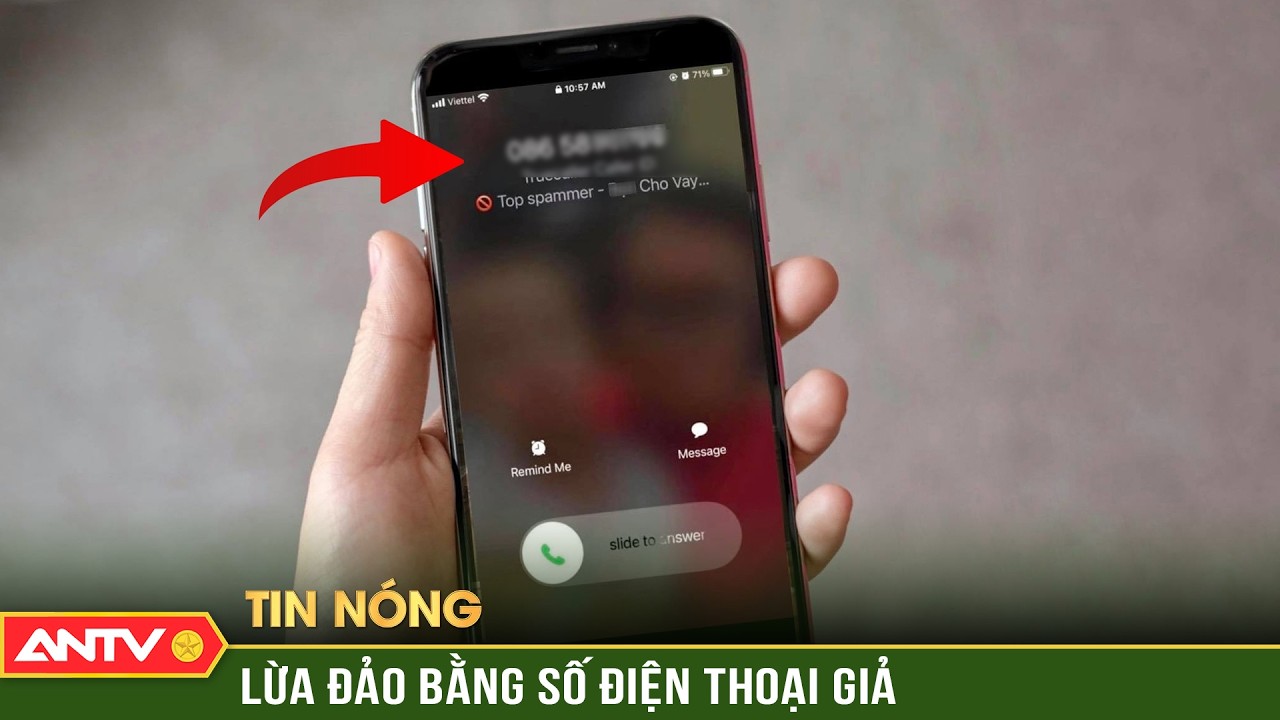 Viettel
10:57 AM
71%
Top spammer - Cho Vay...
Remind Me
Message
slide to answer
TIN NÓNG
ANTV
LỪA ĐẢO BẰNG SỐ ĐIỆN THOẠI GIẢ